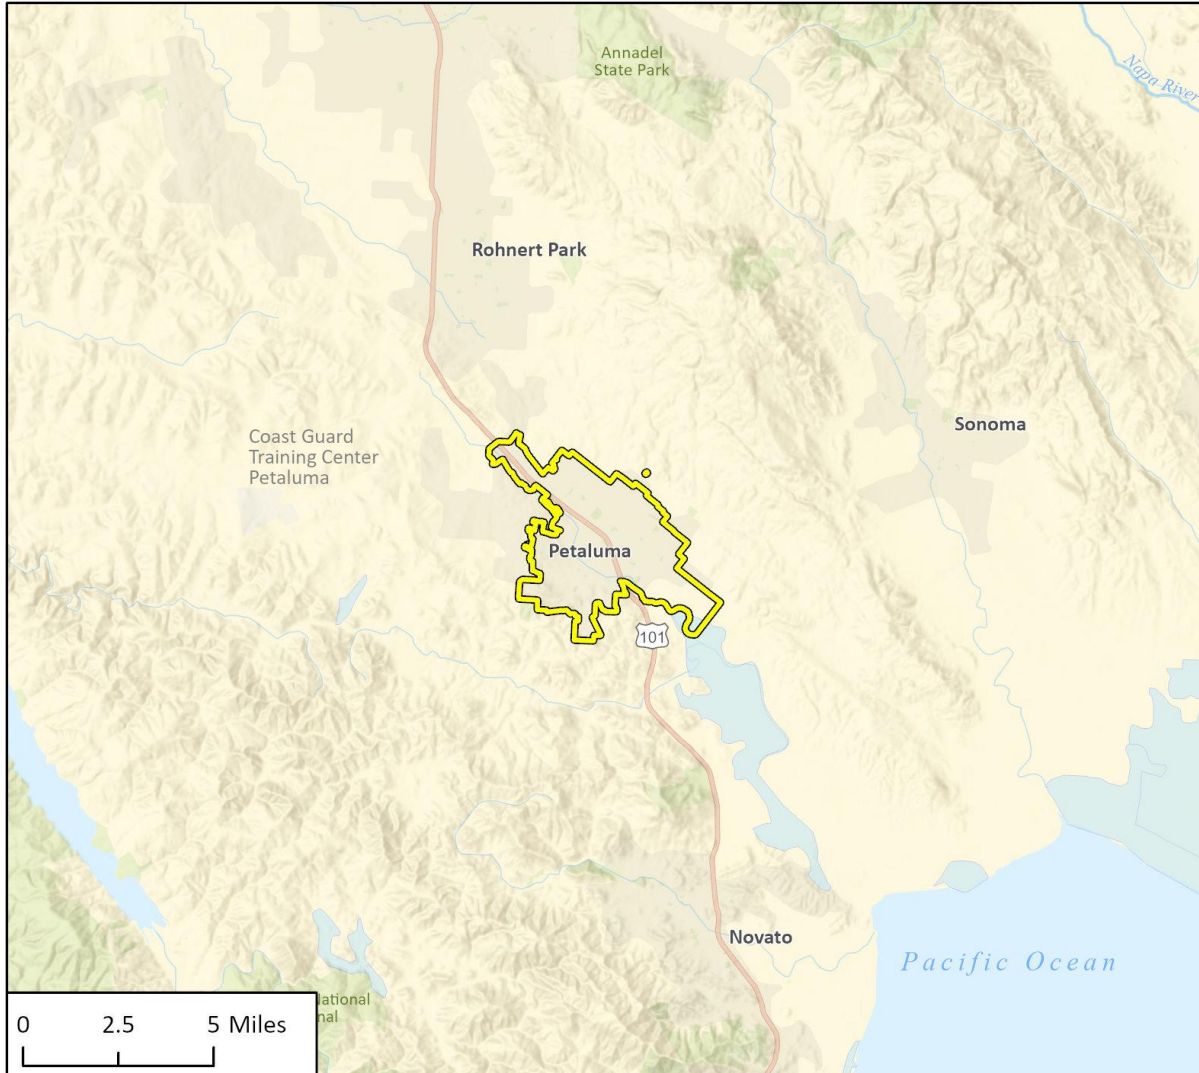 Annadel
State Park
Napa River
Rohnert Park
Sonoma
Coast Guard
Training Center
Petaluma
Petaluma
101
Novato
Pacific Ocean
0 2.5 5 Miles